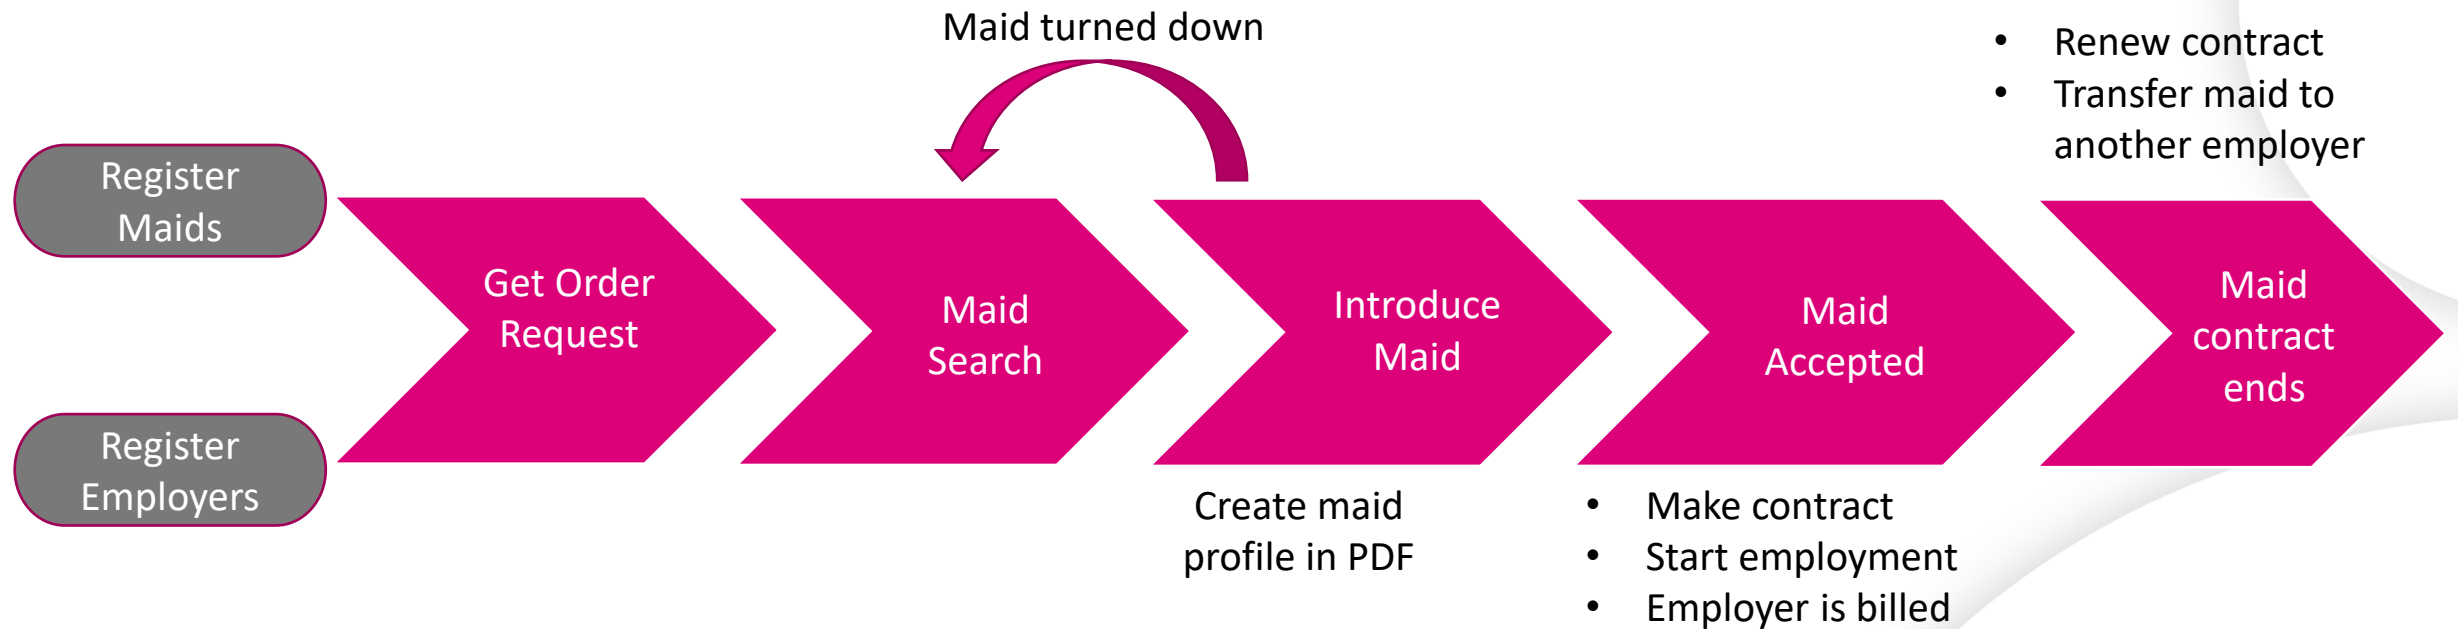 Maid turned down
• Renew contract
• Transfer maid to
another employer
Register
Maids
Register
Employers
Get Order
Request
Maid
Search
Introduce
Maid
Maid
Accepted
Maid
contract
ends
Create maid
profile in PDF
• Make contract
• Start employment
• Employer is billed